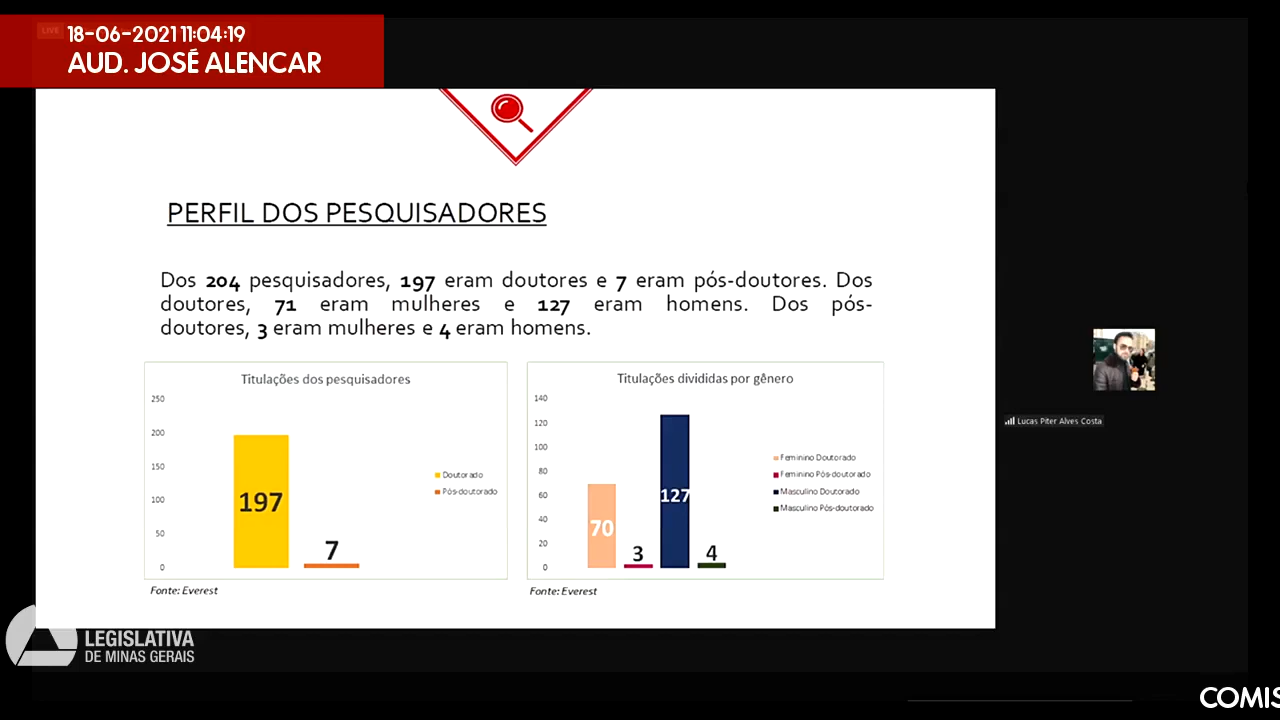 LIVE
18-06-2021 11:04:19
AUD. JOSÉ ALENCAR
PERFIL DOS PESQUISADORES
Dos 204 pesquisadores, 197 eram doutores e 7 eram pós-doutores. Dos
doutores, 71 eram mulheres e 127 eram homens. Dos pós-
doutores, 3 eram mulheres e 4 eram homens.
Titulações dos pesquisadores
250
200
150
100
50
0
197
7
Doutorado
Pós-doutorado
Fonte: Everest
Titulações divididas por gênero
140
120
100
80
60
40
20
0
70
3
127
4
Feminino Doutorado
Feminino Pós-doutorado
Masculino Doutorado
Masculino Pós-doutorado
Fonte: Everest
Lucas Piter Alves Costa
LEGISLATIVA
DE MINAS GERAIS
COMIS